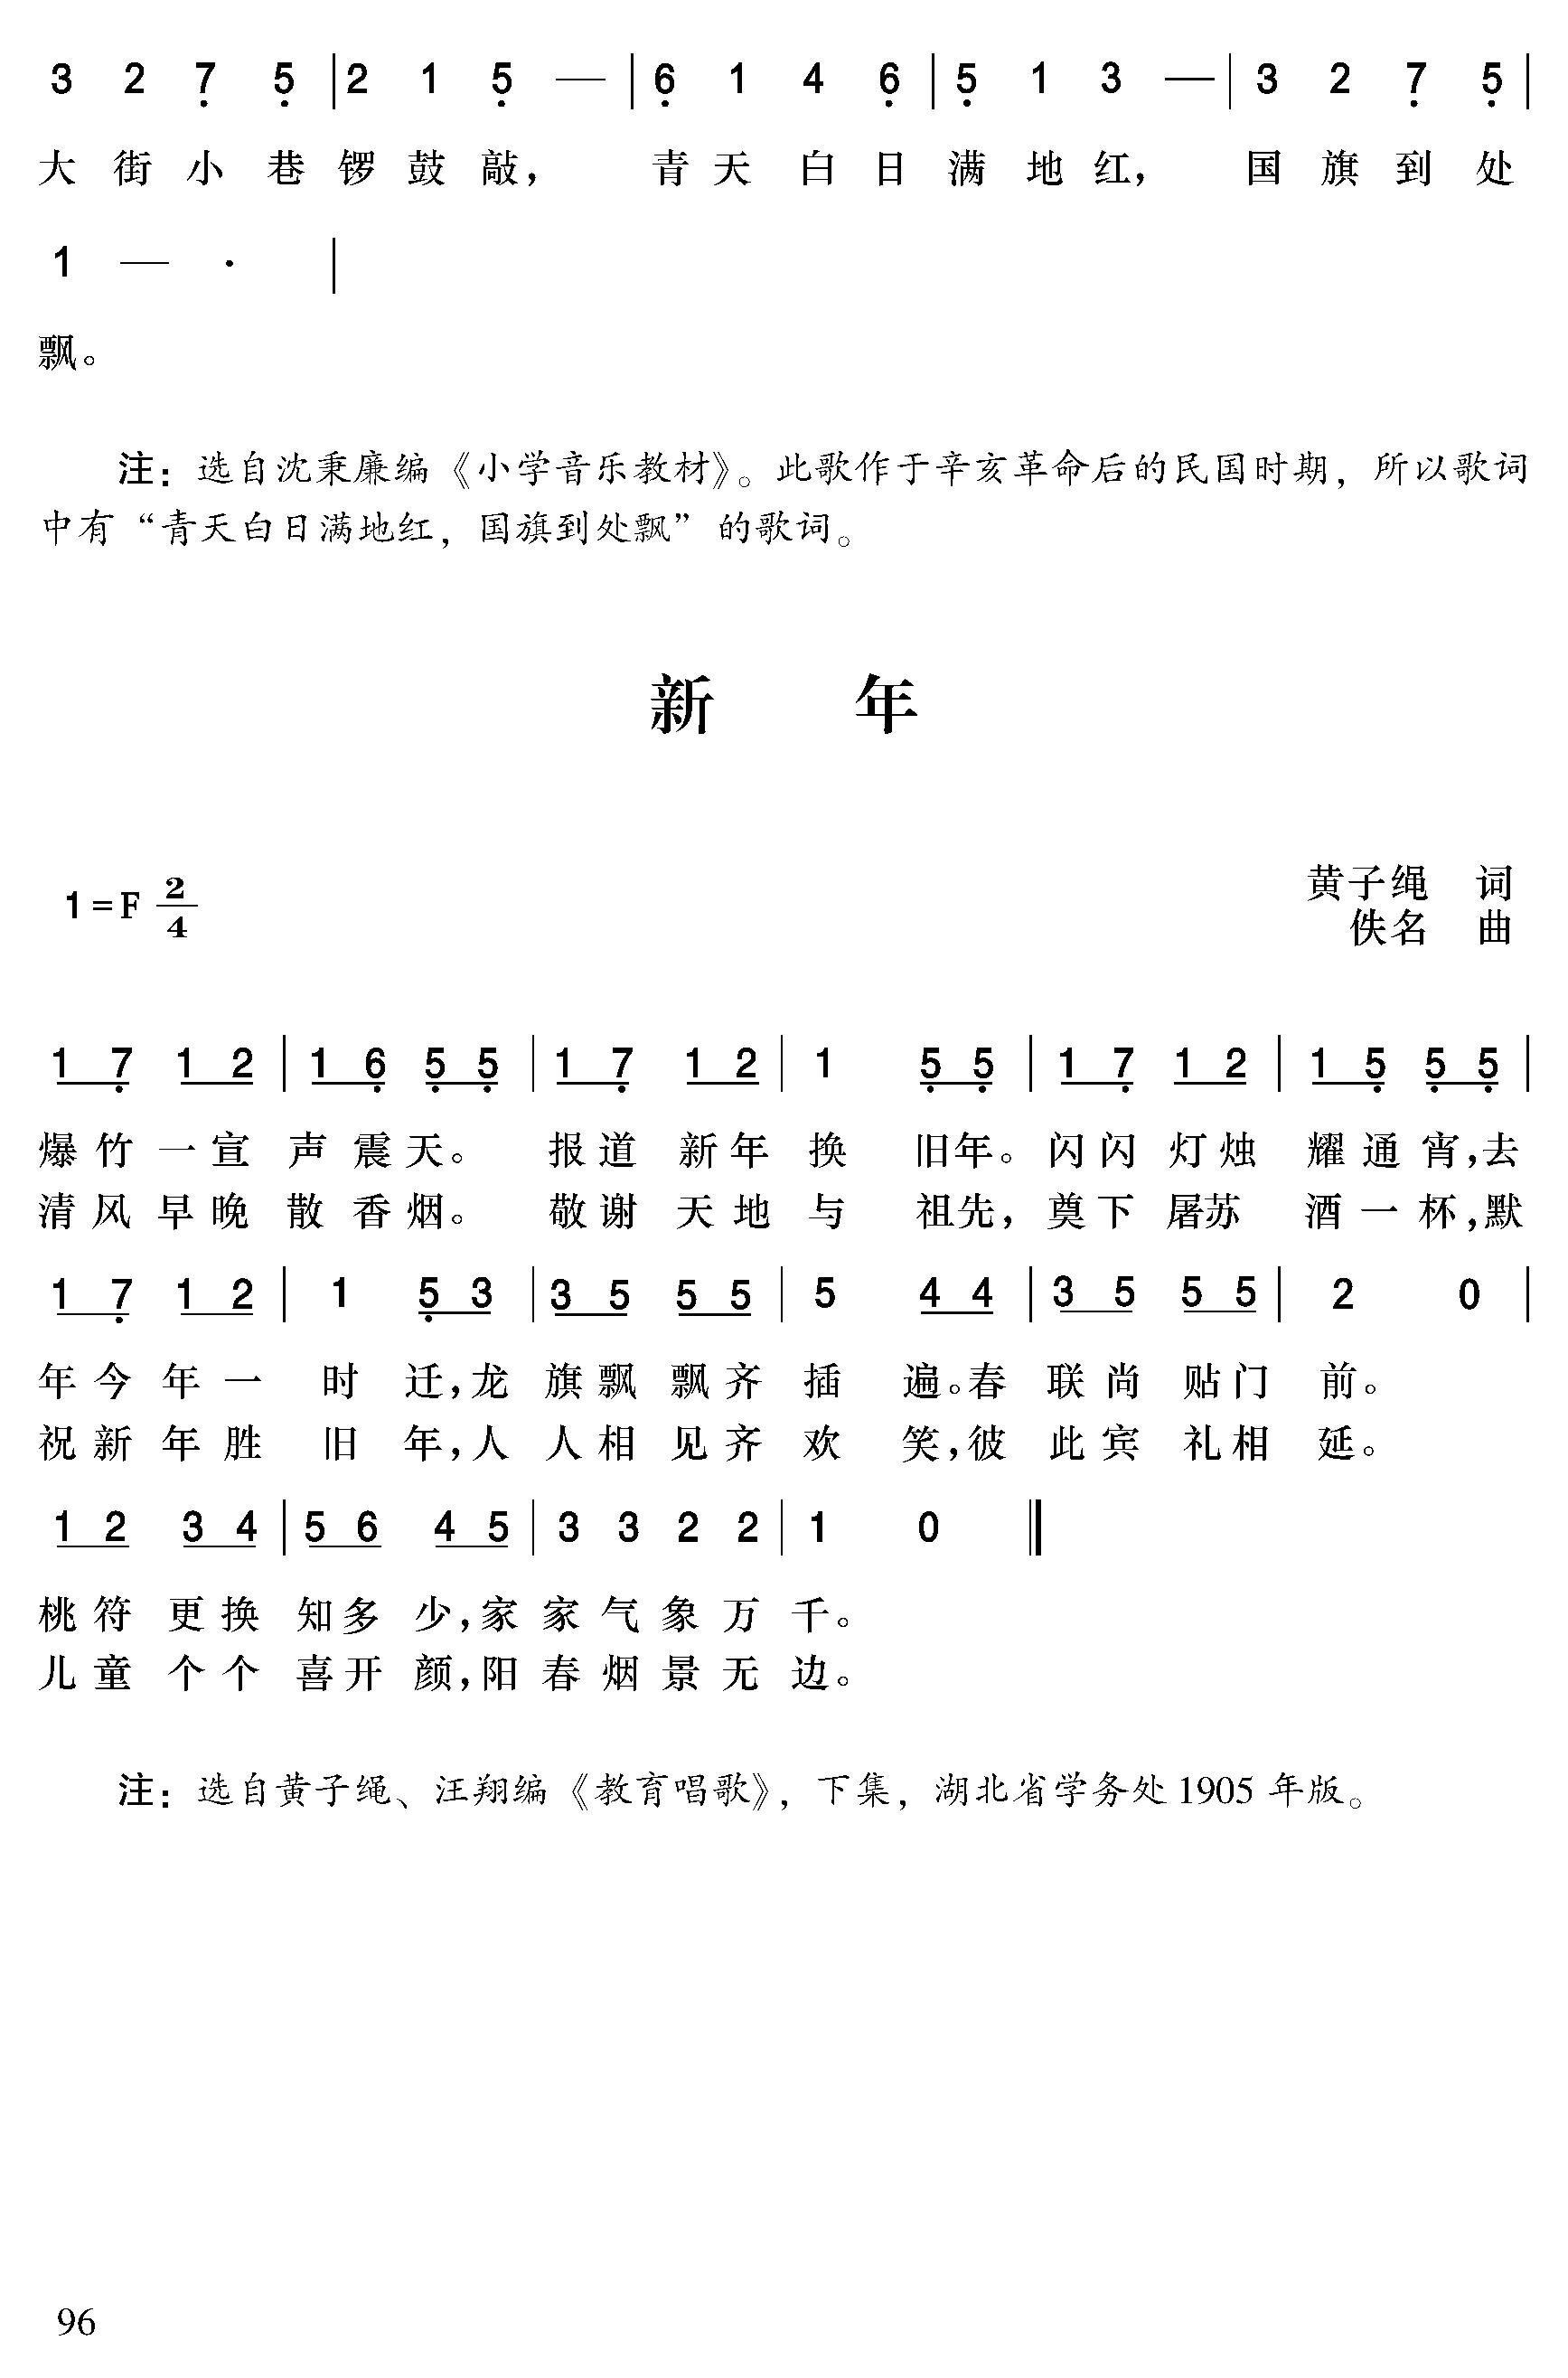 3 2 7 5 | 2 1 5 — | 6 1 4 6 | 5 1 3 — | 3 2 7 5 |
大 街 小 巷 锣 鼓 敲， 青 天 白 日 满 地 红， 国 旗 到 处
1 — · |
飘。
注：选自沈秉廉编《小学音乐教材》。此歌作于辛亥革命后的民国时期，所以歌词
中有“青天白日满地红，国旗到处飘”的歌词。
新 年
黄子绳 词
1=F 2/4
佚名 曲
1 7 1 2 | 1 6 5 5 | 1 7 1 2 | 1 5 5 | 1 7 1 2 | 1 5 5 5 |
爆 竹 一 宣 声 震 天。 报 道 新 年 换 旧年。闪 闪 灯 烛 耀 通 宵，去
清 风 早 晚 散 香 烟。 敬 谢 天 地 与 祖先，奠 下 屠苏 酒 一 杯，默
1 7 1 2 | 1 5 3 | 3 5 5 5 | 5 4 4 | 3 5 5 5 | 2 0 |
年 今 年 一 时 迁，龙 旗 飘 飘 齐 插 遍。春 联 尚 贴 门 前。
祝 新 年 胜 旧 年，人 人 相 见 齐 欢 笑，彼 此 宾 礼 相 延。
1 2 3 4 | 5 6 4 5 | 3 3 2 2 | 1 0 ‖
桃 符 更 换 知 多 少，家 家 气 象 万 千。
儿 童 个 个 喜 开 颜，阳 春 烟 景 无 边。
注：选自黄子绳、汪翔编《教育唱歌》，下集，湖北省学务处 1905 年版。
96